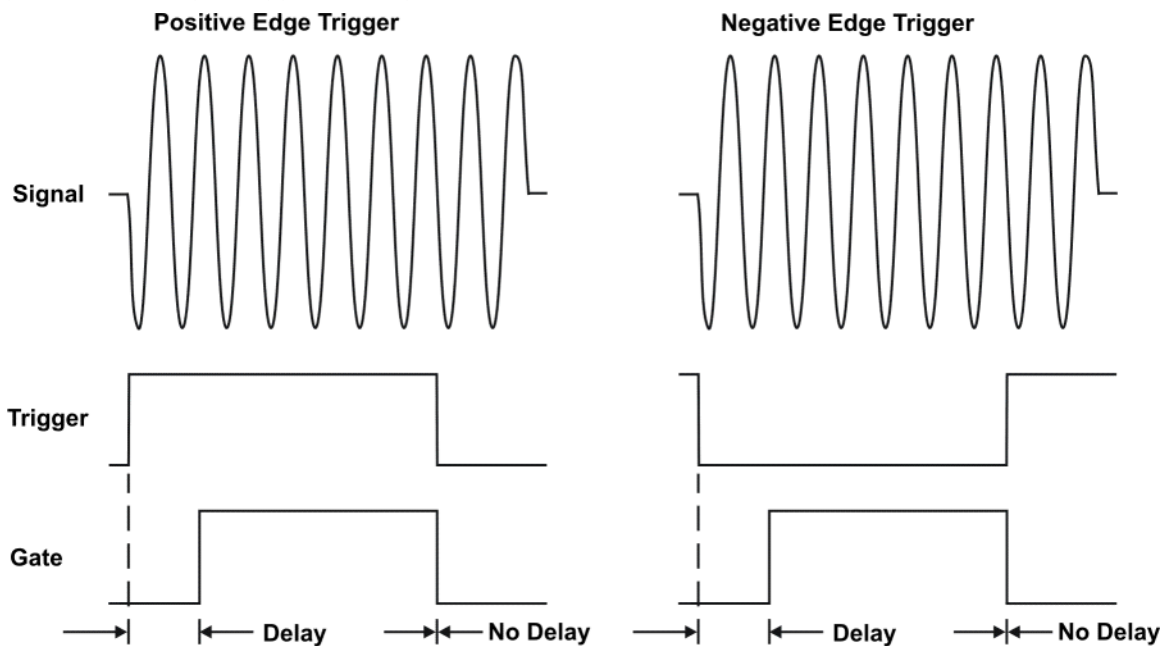 Positive Edge Trigger
Negative Edge Trigger
Signal
Trigger
Gate
Delay
No Delay
Delay
No Delay